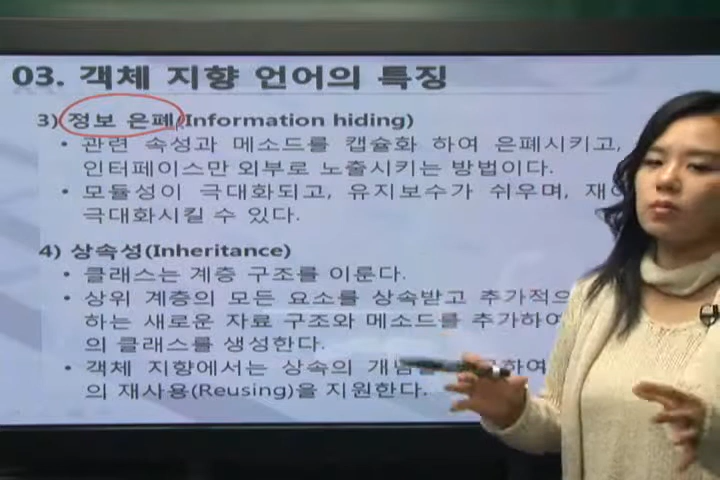 03. 객체 지향 언어의 특징
3) 정보 은폐(Information hiding)
• 관련 속성과 메소드를 캡슐화 하여 은폐시키고,
인터페이스만 외부로 노출시키는 방법이다.
• 모듈성이 극대화되고, 유지보수가 쉬우며,
극대화시킬 수 있다.
4) 상속성(Inheritance)
• 클래스는 계층 구조를 이룬다.
• 상위 계층의 모든 요소를 상속받고
하는 새로운 자료 구조와 메소드를 추가하여
의 클래스를 생성한다.
• 객체 지향에서는 상속의
의 재사용(Reusing)을 지원한다.